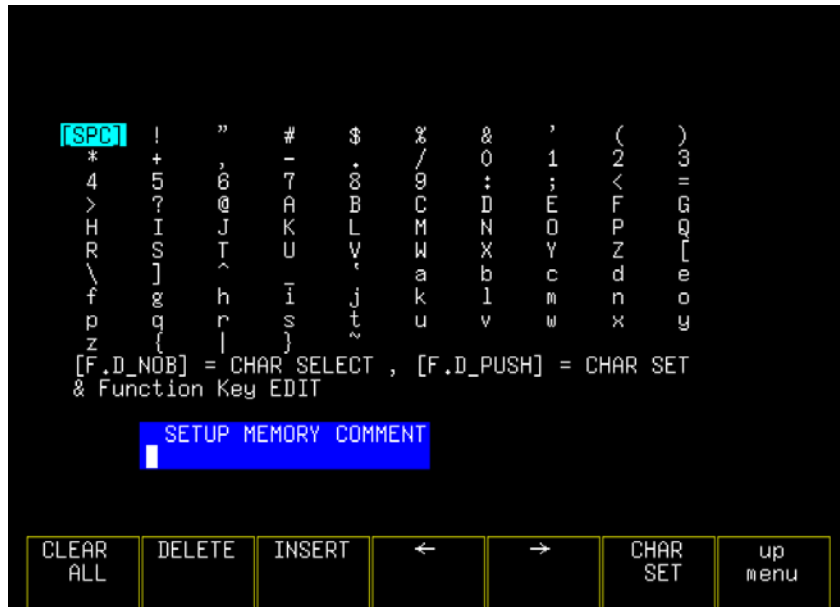 [SPC] ! " # $ % & ' ( )
* + , - . / 0 1 2 3
4 5 6 7 8 9 : ; < =
> ? @ A B C D E F G
H I J K L M N O P Q
R S T U V W X Y Z [
\ ] ^ _ ‘ a b c d e
f g h i j k l m n o
p q r s t u v w x y
z { | } ~
[F.D_NOB] = CHAR SELECT , [F.D_PUSH] = CHAR SET
& Function Key EDIT
SETUP MEMORY COMMENT
CLEAR ALL DELETE INSERT ← → CHAR SET up menu